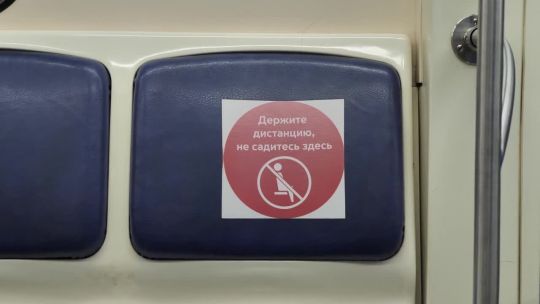 Держите
дистанцию,
не садитесь здесь